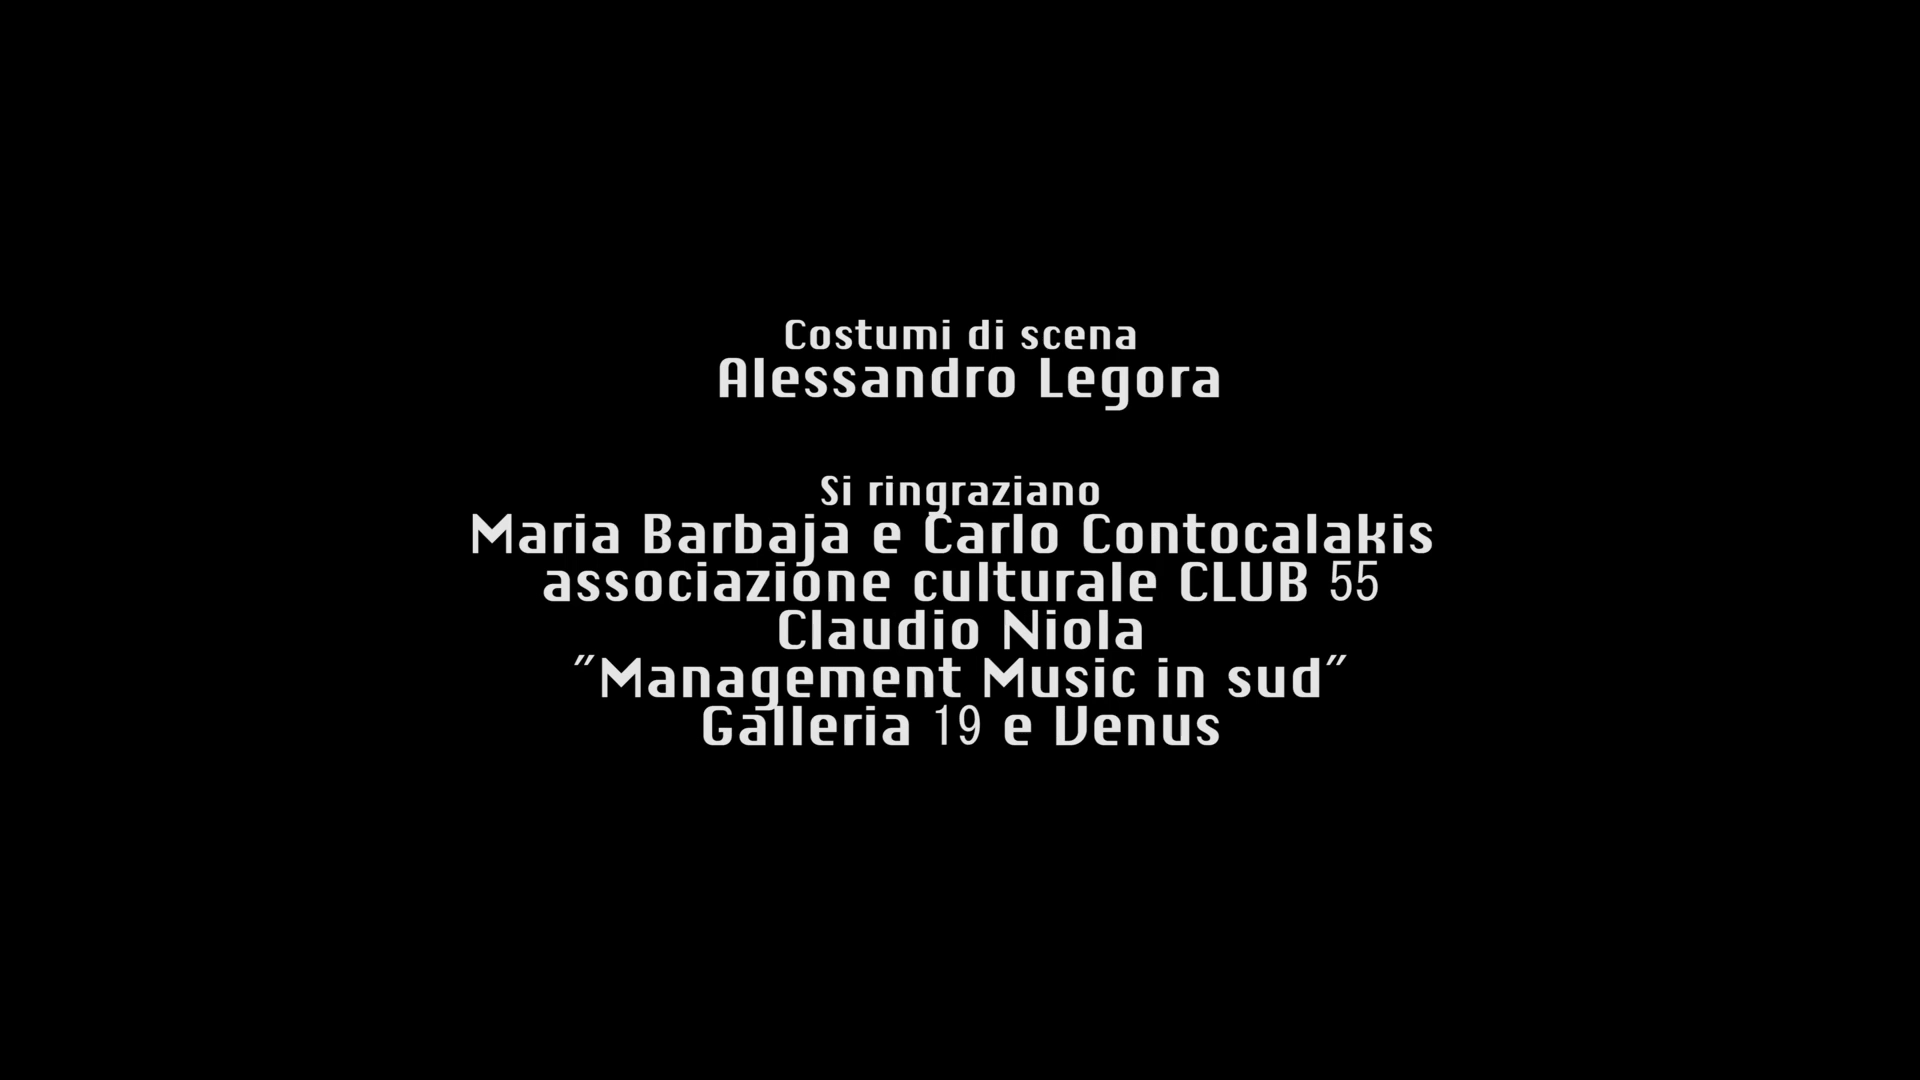 Costumi di scena
Alessandro Legora
Si ringraziano
Maria Barbaja e Carlo Contocalakis
associazione culturale CLUB 55
Claudio Niola
"Management Music in sud"
Galleria 19 e Venus